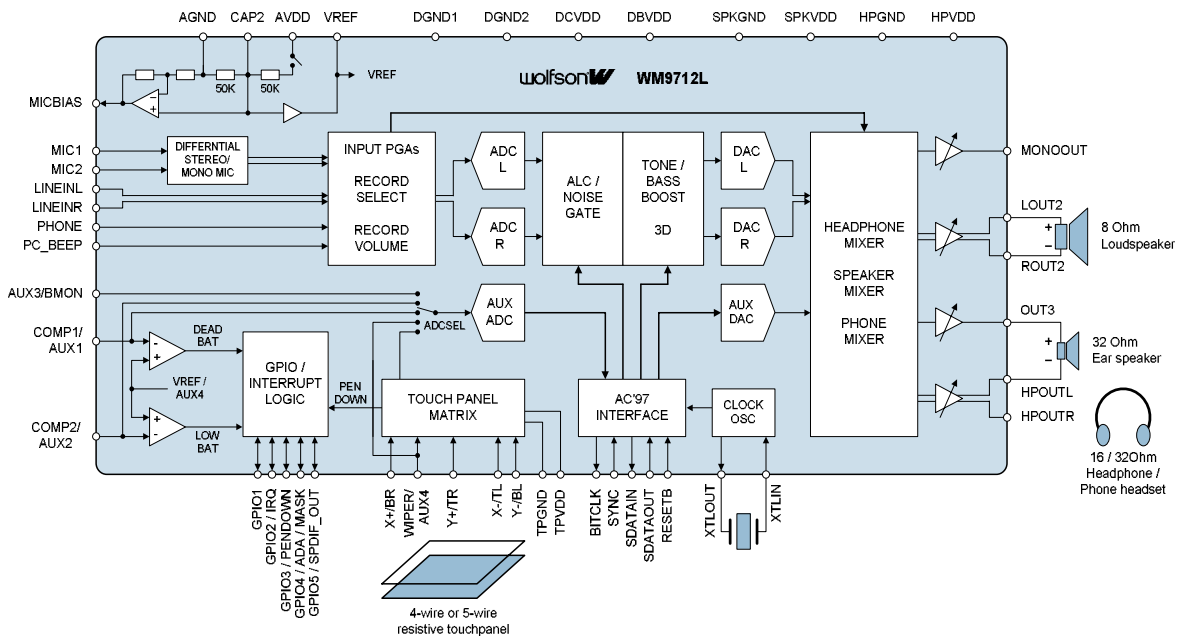 AGND CAP2 AVDD VREF DGND1 DGND2 DCVDD DBVDD SPKGND SPKVDD HPGND HPVDD
wolfson W WM9712L
VREF
50K 50K
MICBIAS
MIC1
MIC2
LINEINL
LINEINR
PHONE
PC_BEEP
DIFFERNTIAL
STEREO/
MONO MIC
INPUT PGAs
RECORD
SELECT
RECORD
VOLUME
ADC
L
ADC
R
ALC /
NOISE
GATE
TONE /
BASS
BOOST
3D
DAC
L
DAC
R
HEADPHONE
MIXER
SPEAKER
MIXER
PHONE
MIXER
MONOOUT
LOUT2
+
−
8 Ohm
Loudspeaker
ROUT2
AUX3/BMON
COMP1/
AUX1
ADCSEL
AUX
ADC
AUX
DAC
OUT3
+
−
32 Ohm
Ear speaker
HPOUTL
HPOUTR
16 / 32Ohm
Headphone /
Phone headset
DEAD
BAT
-
+
VREF /
AUX4
+
-
LOW
BAT
COMP2/
AUX2
GPIO /
INTERRUPT
LOGIC
PEN
DOWN
TOUCH PANEL
MATRIX
AC'97
INTERFACE
CLOCK
OSC
GPIO1
GPIO2 / IRQ
GPIO3 / PENDOWN
GPIO4 / ADA / MASK
GPIO5 / SPDIF_OUT
X+/BR
WIPER/
AUX4
Y+/TR
X-/TL
Y-/BL
TPGND
TPVDD
BITCLK
SYNC
SDATAIN
SDATAOUT
RESETB
XTLOUT
XTLIN
4-wire or 5-wire
resistive touchpanel